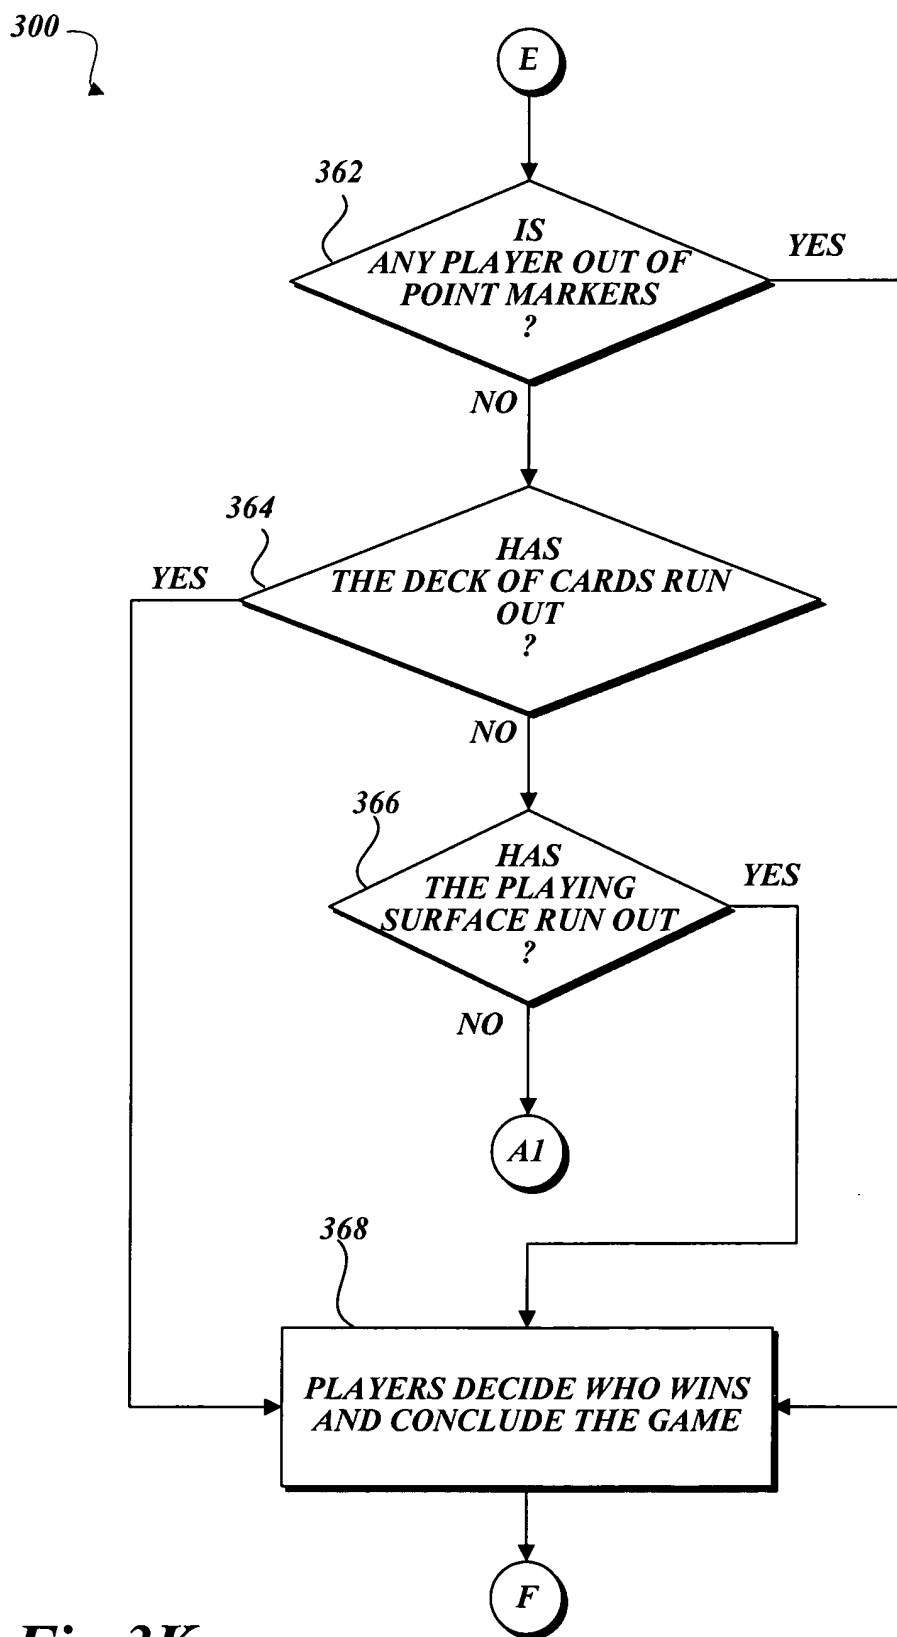 300
E
362
IS
ANY PLAYER OUT OF
POINT MARKERS
?
YES
NO
364
HAS
THE DECK OF CARDS RUN
OUT
?
YES
NO
366
HAS
THE PLAYING
SURFACE RUN OUT
?
YES
NO
A1
368
PLAYERS DECIDE WHO WINS
AND CONCLUDE THE GAME
F
Fig. 3K